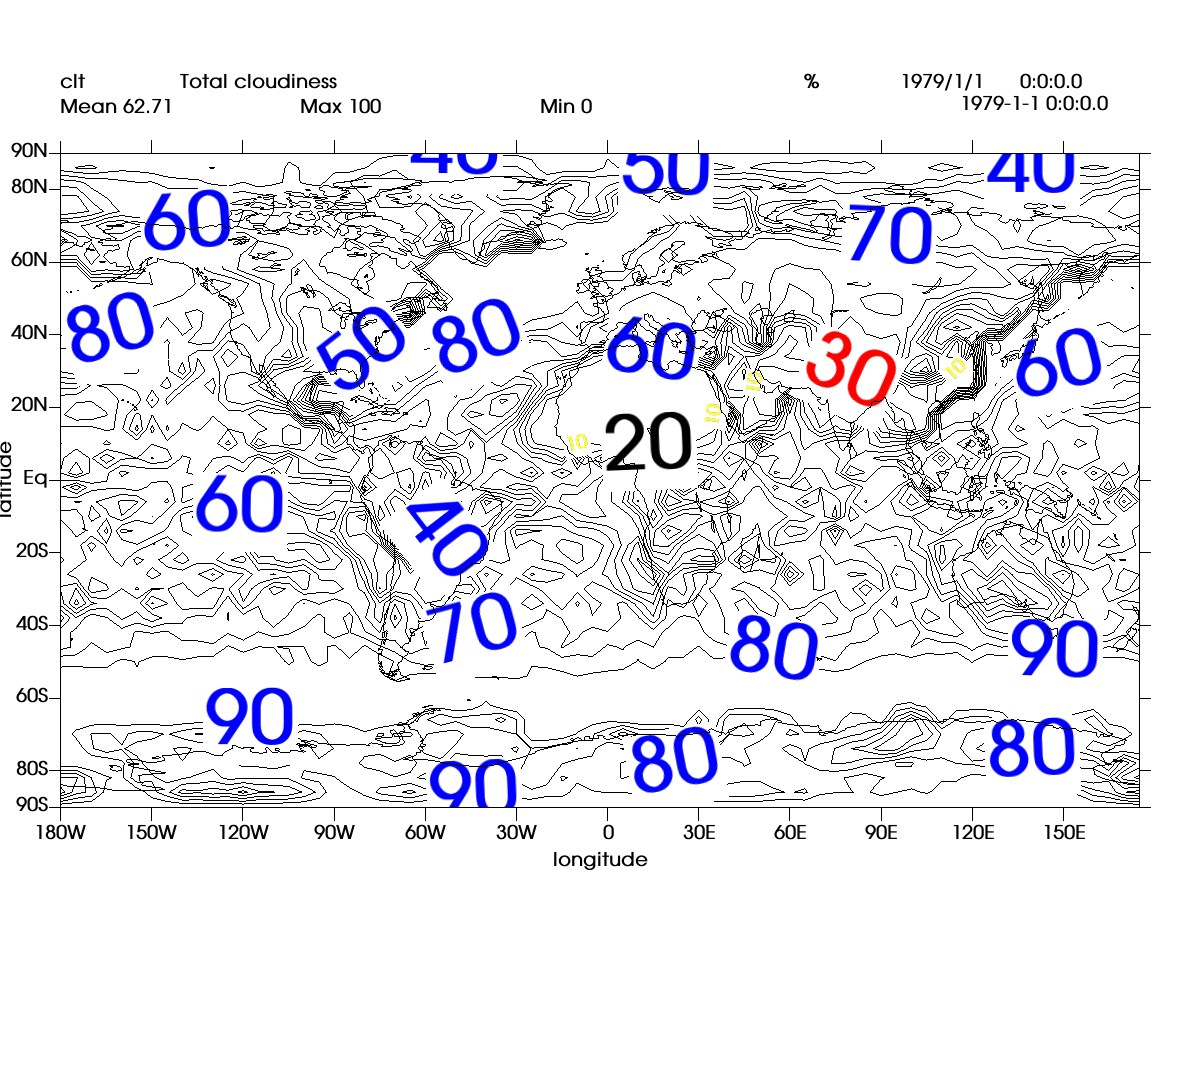 clt Total cloudiness % 1979/1/1 0:0:0.0
Mean 62.71 Max 100 Min 0 1979-1-1 0:0:0.0
90N
40 50 40
80N
60 70
60N
80 50 80 60 30 60
40N
10 10 10
20N
10 20
latitude
Eq
60 40
20S
70 80 90
40S
60S
90 80 80
80S
90
90S
180W 150W 120W 90W 60W 30W 0 30E 60E 90E 120E 150E
longitude